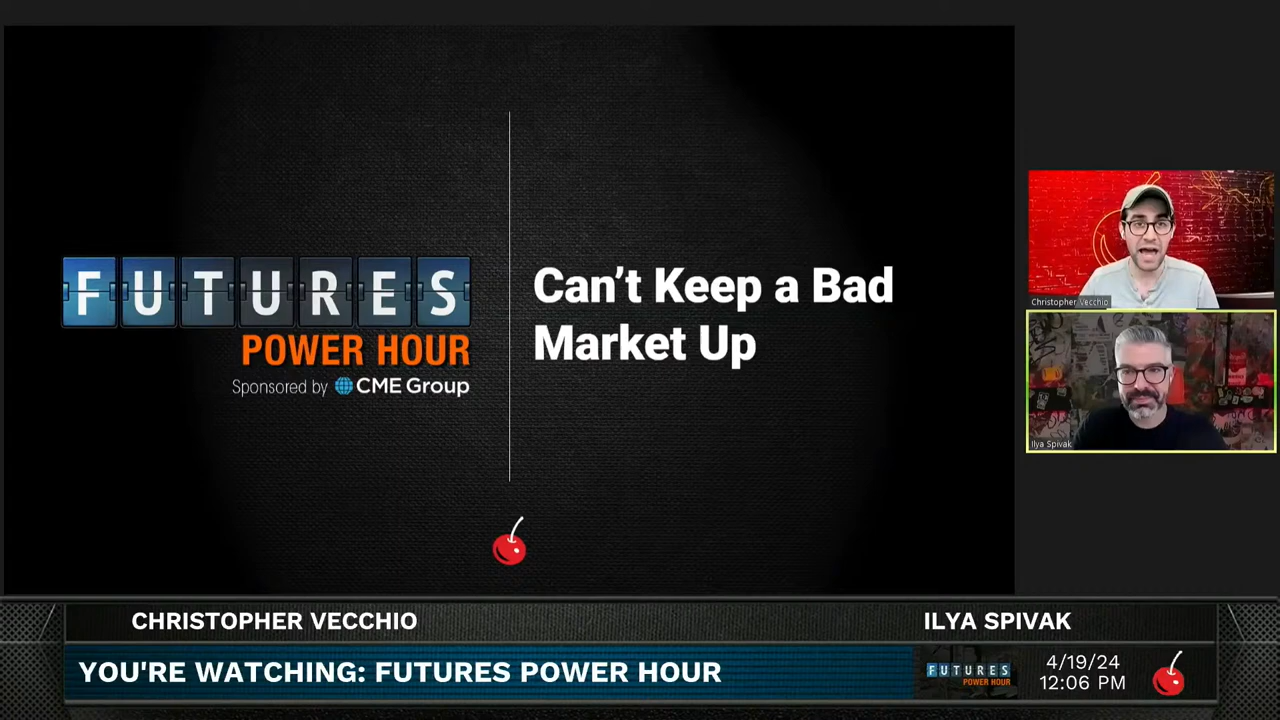 FUTURES
POWER HOUR
Sponsored by CME Group
Can't Keep a Bad
Market Up
Christopher Vecchio
Ilya Spivak
CHRISTOPHER VECCHIO
ILYA SPIVAK
YOU'RE WATCHING: FUTURES POWER HOUR
FUTURES
POWER HOUR
4/19/24
12:06 PM